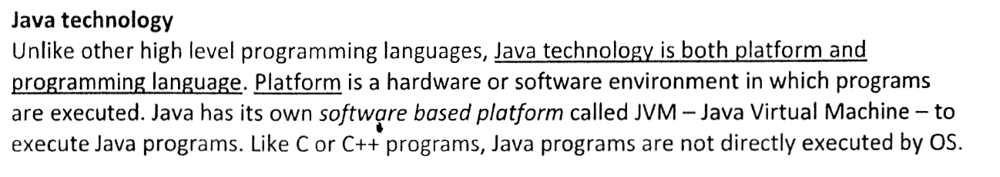 Java technology
Unlike other high level programming languages, Java technology is both platform and
programming language. Platform is a hardware or software environment in which programs
are executed. Java has its own software based platform called JVM – Java Virtual Machine – to
execute Java programs. Like C or C++ programs, Java programs are not directly executed by OS.